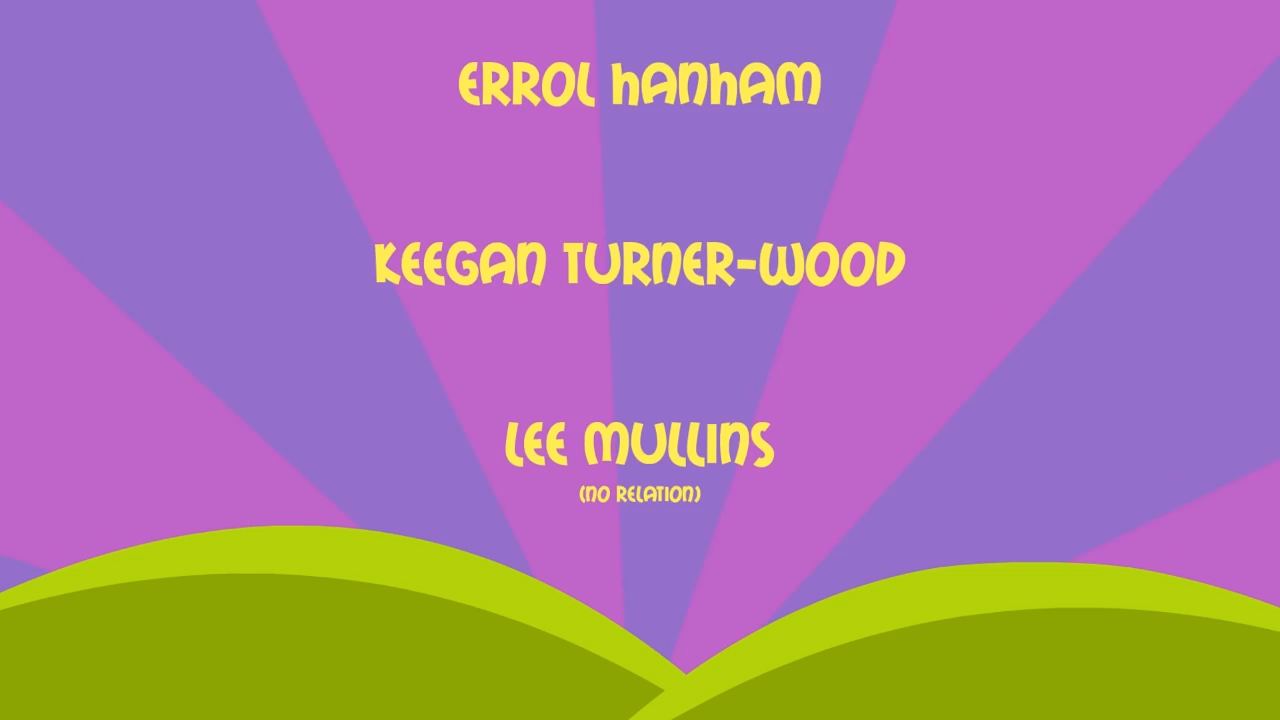 ERROL HANHAM
KEEGAN TURNER-WOOD
LEE MULLINS
(NO RELATION)